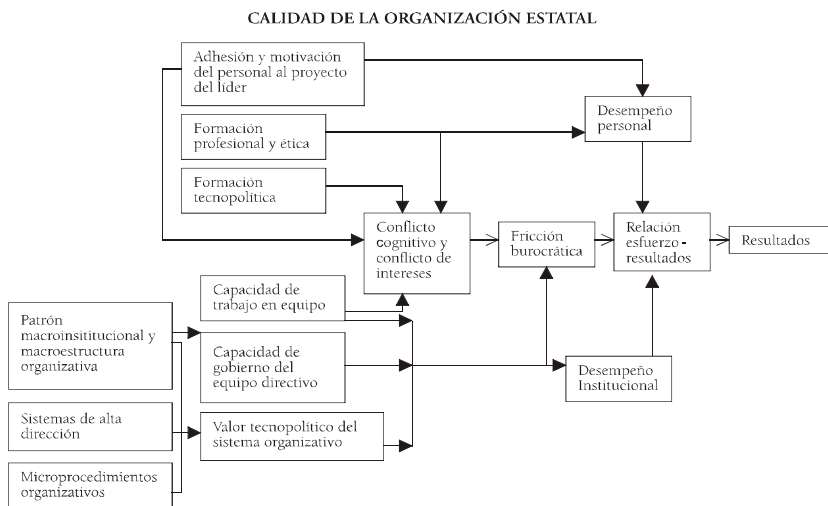 CALIDAD DE LA ORGANIZACIÓN ESTATAL
Adhesión y motivación
del personal al proyecto
del líder
Desempeño
personal
Formación
profesional y ética
Formación
tecnopolítica
Conflicto
cognitivo y
conflicto de
intereses
Fricción
burocrática
Relación
esfuerzo-
resultados
Resultados
Capacidad de
trabajo en equipo
Patrón
macroinsititucional y
macroestructura
organizativa
Capacidad de
gobierno del
equipo directivo
Desempeño
Institucional
Sistemas de alta
dirección
Valor tecnopolítico del
sistema organizativo
Microprocedimientos
organizativos